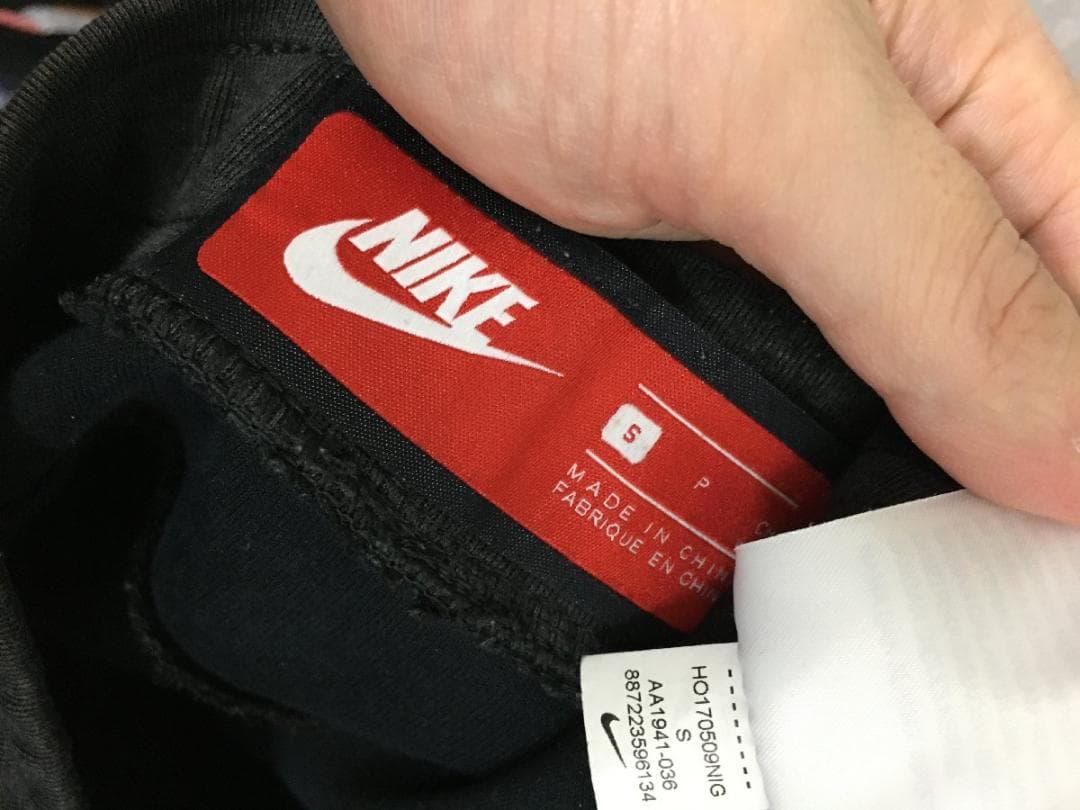 NIKE
S P
MADE IN CHIN
FABRIQUE EN CHIN
HO170509NIG
S
AA1941-036
887223596134